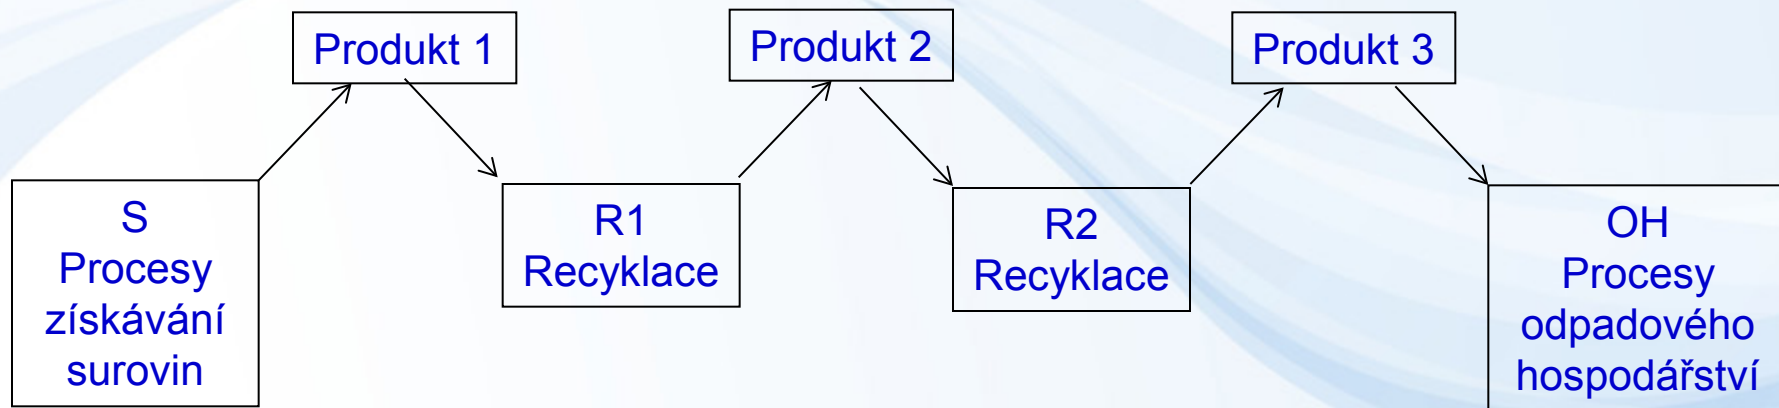 Produkt 1
Produkt 2
Produkt 3
S
Procesy
získávání
surovin
R1
Recyklace
R2
Recyklace
OH
Procesy
odpadového
hospodářství